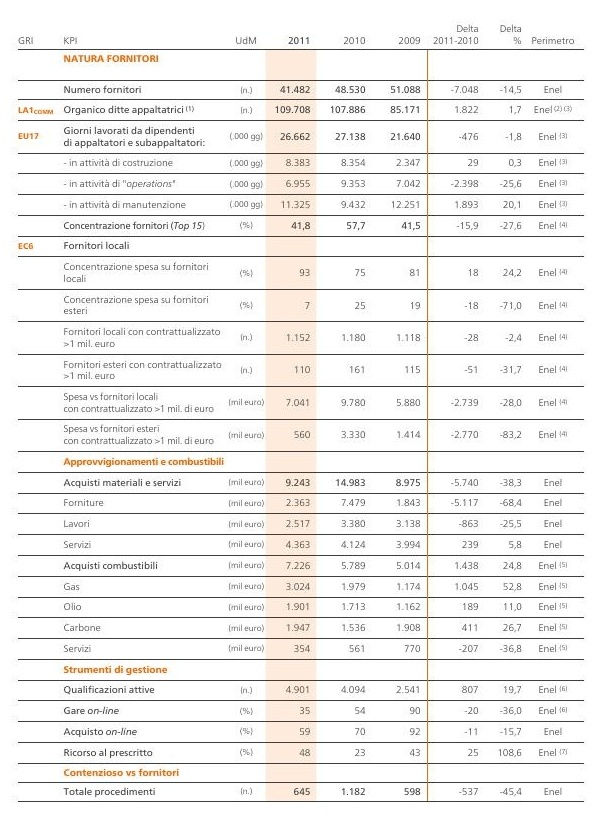 Delta Delta
GRI KPI UdM 2011 2010 2009 2011-2010 % Perimetro
NATURA FORNITORI
Numero fornitori (n.) 41.482 48.530 51.088 -7.048 -14,5 Enel
LA1COMM Organico ditte appaltatrici (1) (n.) 109.708 107.886 85.171 1.822 1,7 Enel (2) (3)
EU17 Giorni lavorati da dipendenti
di appaltatori e subappaltatori: (.000 gg) 26.662 27.138 21.640 -476 -1,8 Enel (3)
- in attività di costruzione (.000 gg) 8.383 8.354 2.347 29 0,3 Enel (3)
- in attività di "operations" (.000 gg) 6.955 9.353 7.042 -2.398 -25,6 Enel (3)
- in attività di manutenzione (.000 gg) 11.325 9.432 12.251 1.893 20,1 Enel (3)
Concentrazione fornitori (Top 15) (%) 41,8 57,7 41,5 -15,9 -27,6 Enel (4)
EC6 Fornitori locali
Concentrazione spesa su fornitori
locali (%) 93 75 81 18 24,2 Enel (4)
Concentrazione spesa su fornitori
esteri (%) 7 25 19 -18 -71,0 Enel (4)
Fornitori locali con contrattualizzato
>1 mil. euro (n.) 1.152 1.180 1.118 -28 -2,4 Enel (4)
Fornitori esteri con contrattualizzato
>1 mil. euro (n.) 110 161 115 -51 -31,7 Enel (4)
Spesa vs fornitori locali
con contrattualizzato >1 mil. di euro (mil euro) 7.041 9.780 5.880 -2.739 -28,0 Enel (4)
Spesa vs fornitori esteri
con contrattualizzato >1 mil. di euro (mil euro) 560 3.330 1.414 -2.770 -83,2 Enel (4)
Approvvigionamenti e combustibili
Acquisti materiali e servizi (mil euro) 9.243 14.983 8.975 -5.740 -38,3 Enel
Forniture (mil euro) 2.363 7.479 1.843 -5.117 -68,4 Enel
Lavori (mil euro) 2.517 3.380 3.138 -863 -25,5 Enel
Servizi (mil euro) 4.363 4.124 3.994 239 5,8 Enel
Acquisti combustibili (mil euro) 7.226 5.789 5.014 1.438 24,8 Enel (5)
Gas (mil euro) 3.024 1.979 1.174 1.045 52,8 Enel (5)
Olio (mil euro) 1.901 1.713 1.162 189 11,0 Enel (5)
Carbone (mil euro) 1.947 1.536 1.908 411 26,7 Enel (5)
Servizi (mil euro) 354 561 770 -207 -36,8 Enel (5)
Strumenti di gestione
Qualificazioni attive (n.) 4.901 4.094 2.541 807 19,7 Enel (6)
Gare on-line (%) 35 54 90 -20 -36,0 Enel (6)
Acquisto on-line (%) 59 70 92 -11 -15,7 Enel
Ricorso al prescritto (%) 48 23 43 25 108,6 Enel (7)
Contenzioso vs fornitori
Totale procedimenti (n.) 645 1.182 598 -537 -45,4 Enel